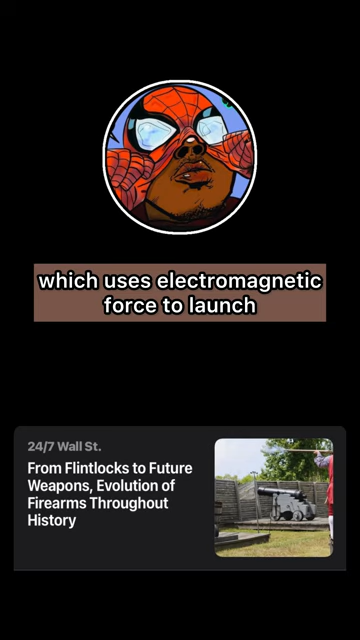 which uses electromagnetic
force to launch
24/7 Wall St.
From Flintlocks to Future
Weapons, Evolution of
Firearms Throughout
History